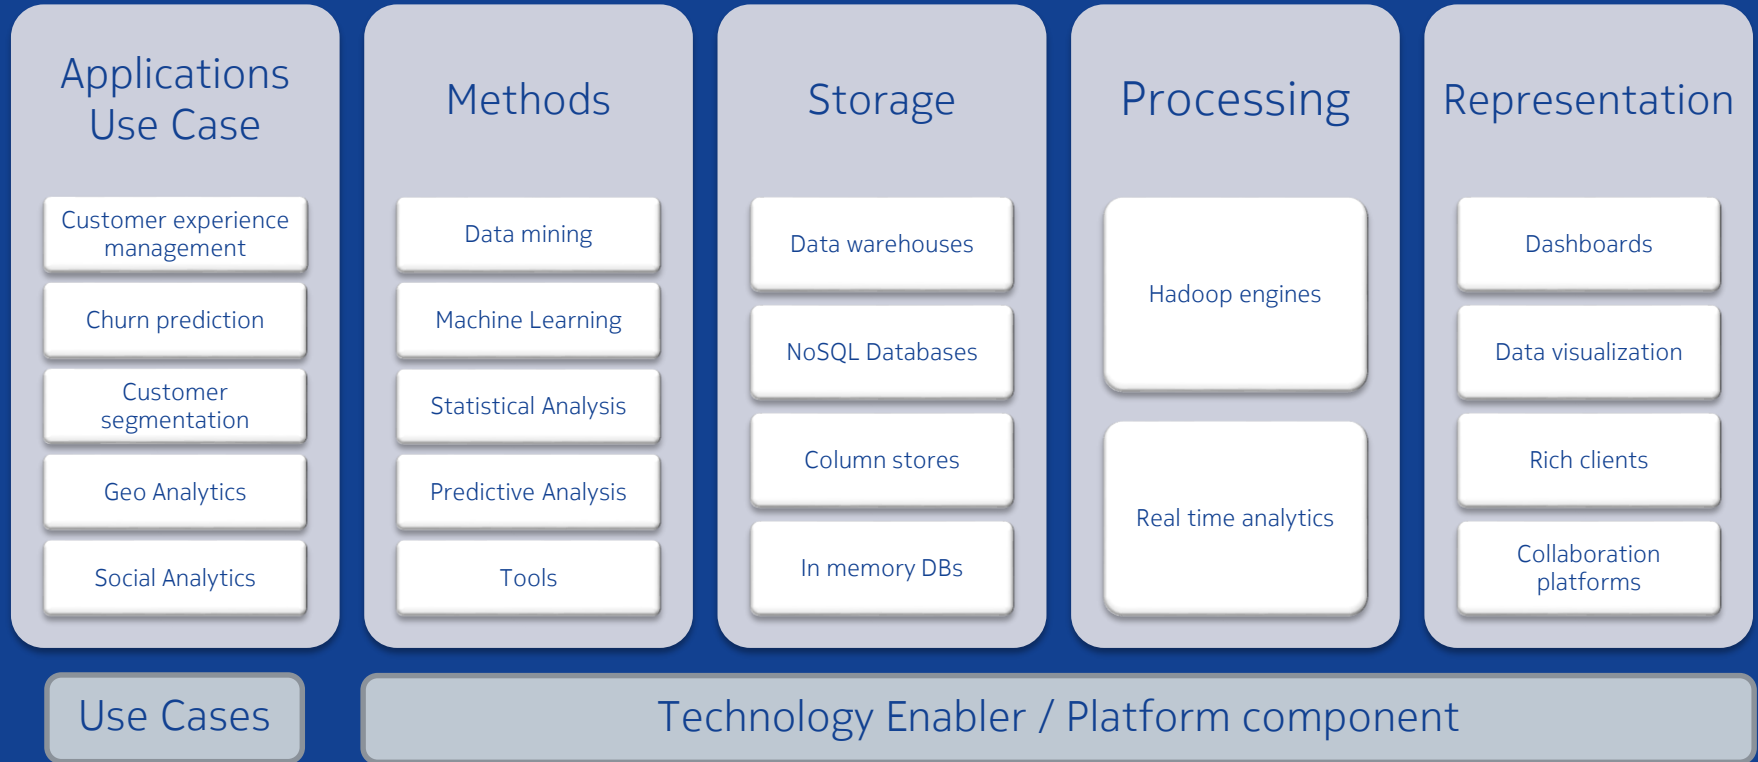 Applications
Use Case
Customer experience
management
Churn prediction
Customer
segmentation
Geo Analytics
Social Analytics
Methods
Data mining
Machine Learning
Statistical Analysis
Predictive Analysis
Tools
Storage
Data warehouses
NoSQL Databases
Column stores
In memory DBs
Processing
Hadoop engines
Real time analytics
Representation
Dashboards
Data visualization
Rich clients
Collaboration
platforms
Use Cases
Technology Enabler / Platform component